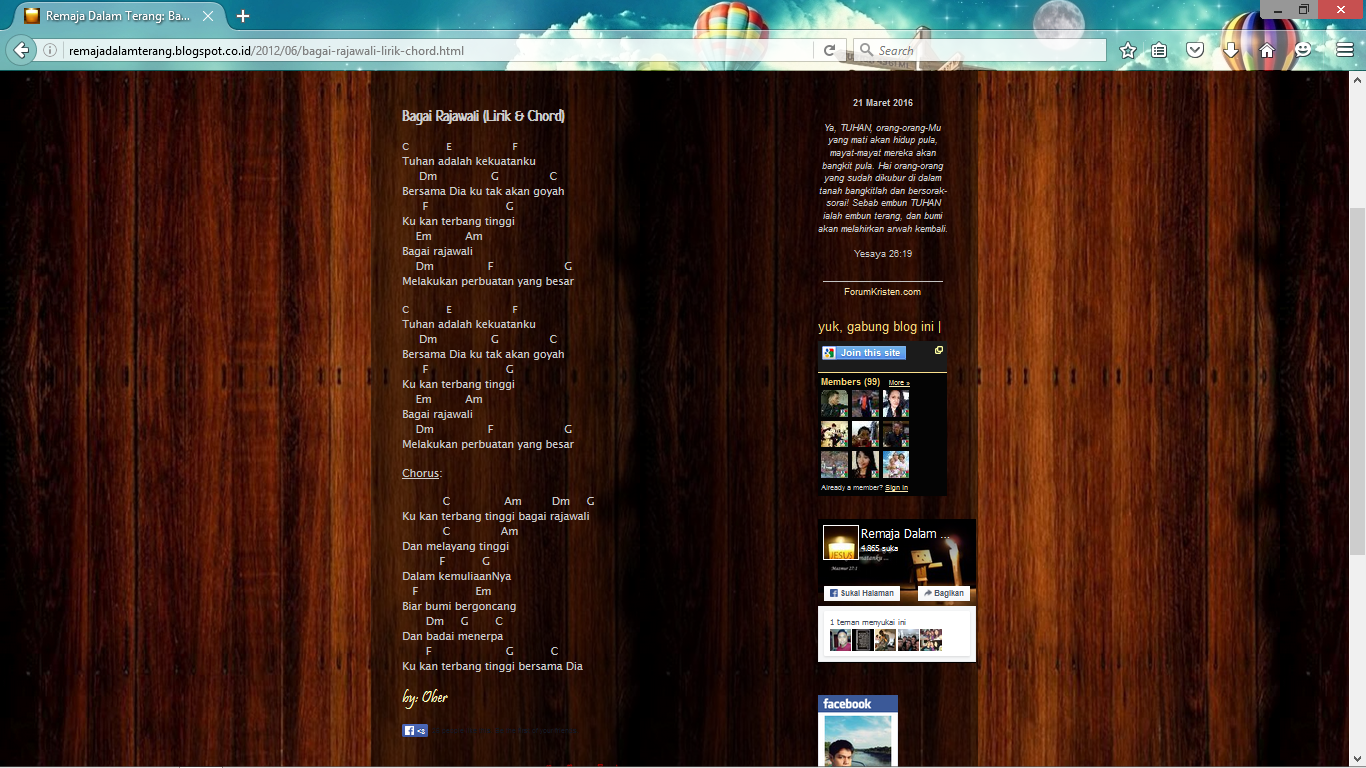 Remaja Dalam Terang: Ba...
remajadalamterang.blogspot.co.id/2012/06/bagai-rajawali-lirik-chord.html
Search
Bagai Rajawali (Lirik & Chord)
C E F
Tuhan adalah kekuatanku
Dm G C
Bersama Dia ku tak akan goyah
F G
Ku kan terbang tinggi
Em Am
Bagai rajawali
Dm F G
Melakukan perbuatan yang besar
C E F
Tuhan adalah kekuatanku
Dm G C
Bersama Dia ku tak akan goyah
F G
Ku kan terbang tinggi
Em Am
Bagai rajawali
Dm F G
Melakukan perbuatan yang besar
Chorus:
C Am Dm G
Ku kan terbang tinggi bagai rajawali
C Am
Dan melayang tinggi
F G
Dalam kemuliaanNya
F Em
Biar bumi bergoncang
Dm G C
Dan badai menerpa
F G C
Ku kan terbang tinggi bersama Dia
by: Ober
<3
21 Maret 2016
Ya, TUHAN, orang-orang-Mu
yang mati akan hidup pula,
mayat-mayat mereka akan
bangkit pula. Hai orang-orang
yang sudah dikubur di dalam
tanah bangkitlah dan bersorak-
sorai! Sebab embun TUHAN
ialah embun terang, dan bumi
akan melahirkan arwah kembali.
Yesaya 26:19
ForumKristen.com
yuk, gabung blog ini |
Join this site
Members (99) More »
Already a member? Sign In
Remaja Dalam ...
4.965 suka
JESUS
Mazmur 27:1
Sukai Halaman
Bagikan
1 teman menyukai ini
facebook